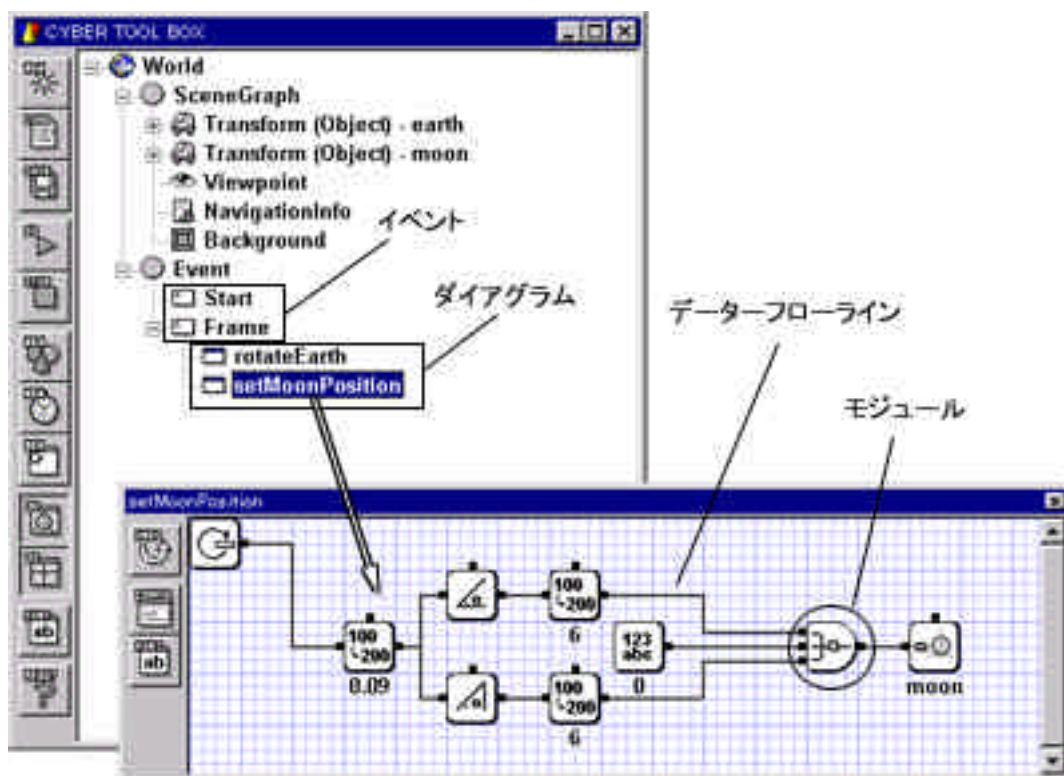 CYBER TOOL BOX
World
SceneGraph
Transform (Object) - earth
Transform (Object) - moon
Viewpoint
NavigationInfo
イベント
Background
Event
Start
ダイアグラム
データーフローライン
Frame
rotateEarth
setMoonPosition
モジュール
setMoonPosition
100
200
6
123
abc
0
100
200
0.09
100
200
6
moon
ab
ab